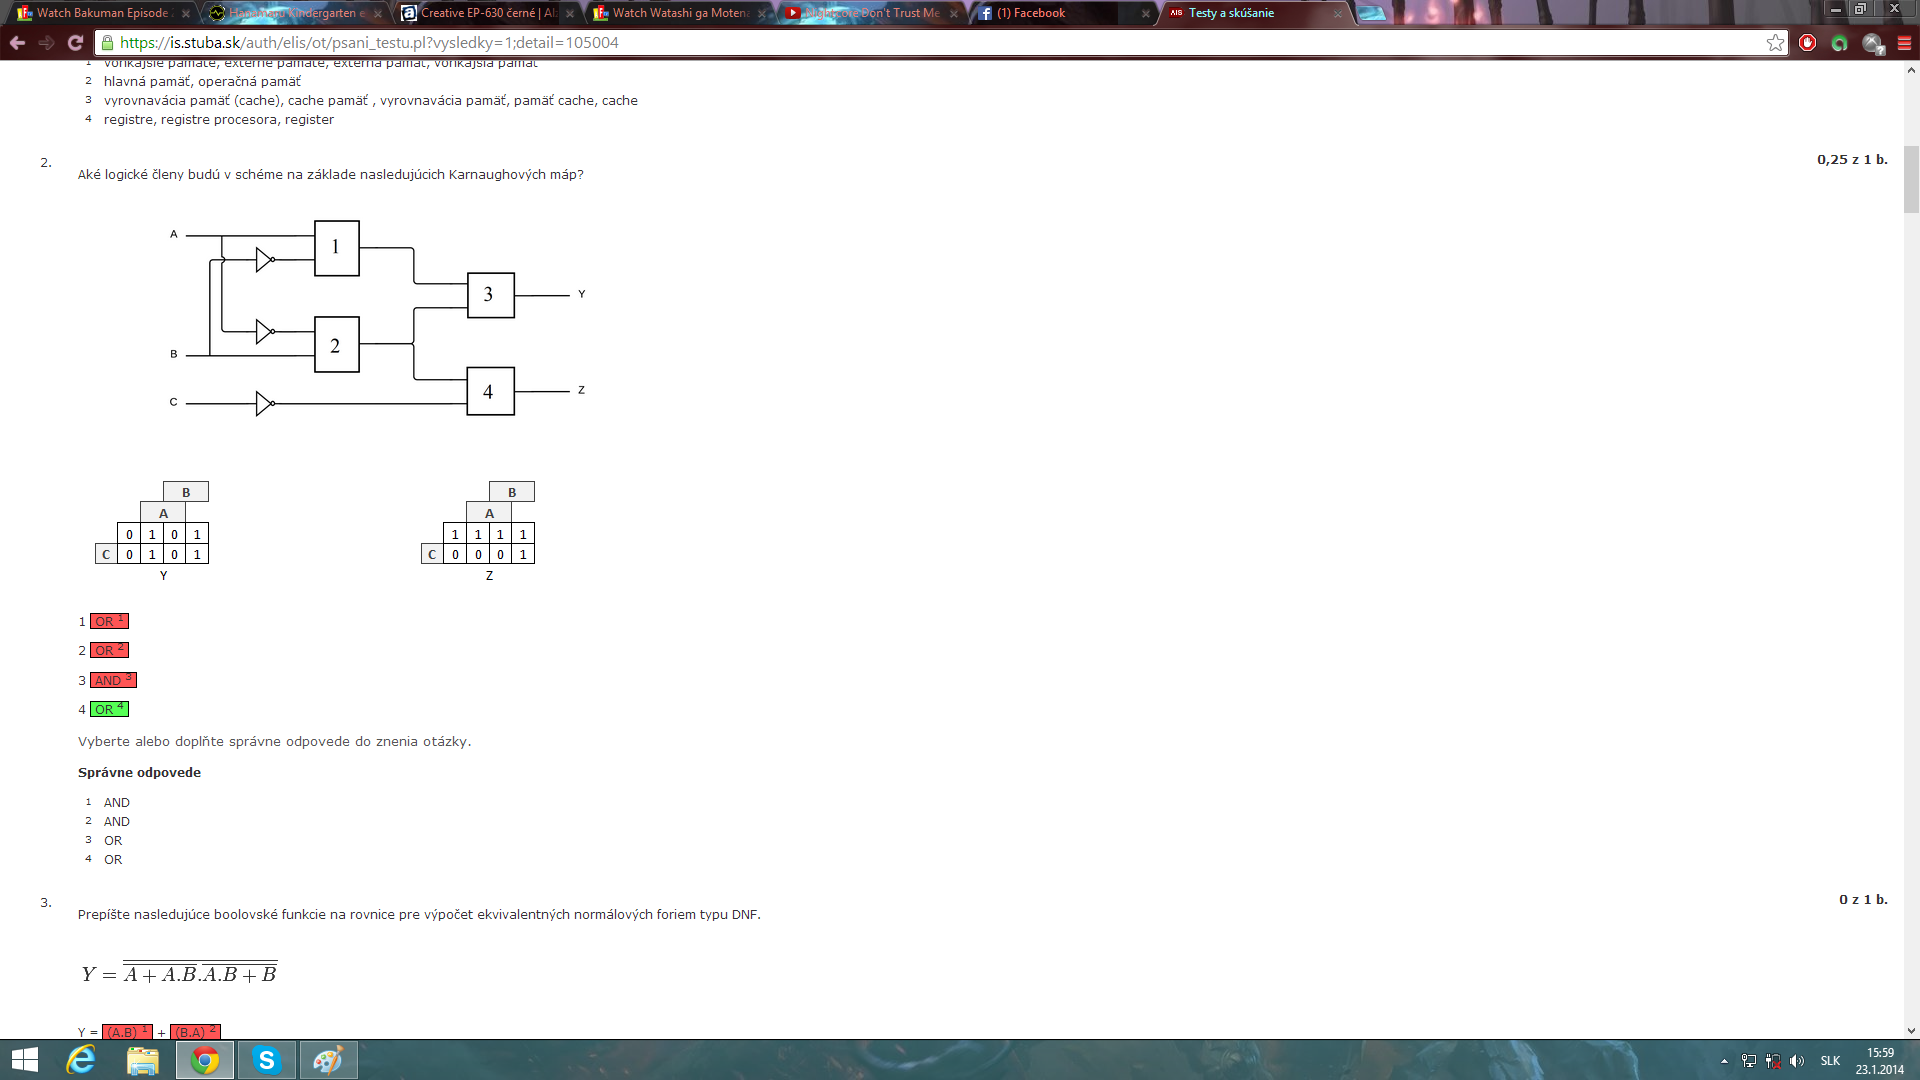 Watch Bakuman Episode
Hanamaru Kindergarten e
Creative EP-630 černé | Al
Watch Watashi ga Motena
Nightcore Don't Trust Me
(1) Facebook
AIS Testy a skúšanie
https://is.stuba.sk/auth/elis/ot/psani_testu.pl?vysledky=1;detail=105004
1 vonkajšie pamäte, externé pamäte, externá pamäť, vonkajšia pamäť
2 hlavná pamäť, operačná pamäť
3 vyrovnavácia pamäť (cache), cache pamäť , vyrovnavácia pamäť, pamäť cache, cache
4 registre, registre procesora, register
2.
0,25 z 1 b.
Aké logické členy budú v schéme na základe nasledujúcich Karnaughových máp?
A
1
3
Y
B
2
4
Z
C
B
A
0 1 0 1
C 0 1 0 1
Y
B
A
1 1 1 1
C 0 0 0 1
Z
1 OR 1
2 OR 2
3 AND 3
4 OR 4
Vyberte alebo doplňte správne odpovede do znenia otázky.
Správne odpovede
1 AND
2 AND
3 OR
4 OR
3.
0 z 1 b.
Prepíšte nasledujúce boolovské funkcie na rovnice pre výpočet ekvivalentných normálových foriem typu DNF.
Y = A + A.B.A.B + B
Y = (A.B) 1 + (B.A) 2
SLK
15:59
23.1.2014